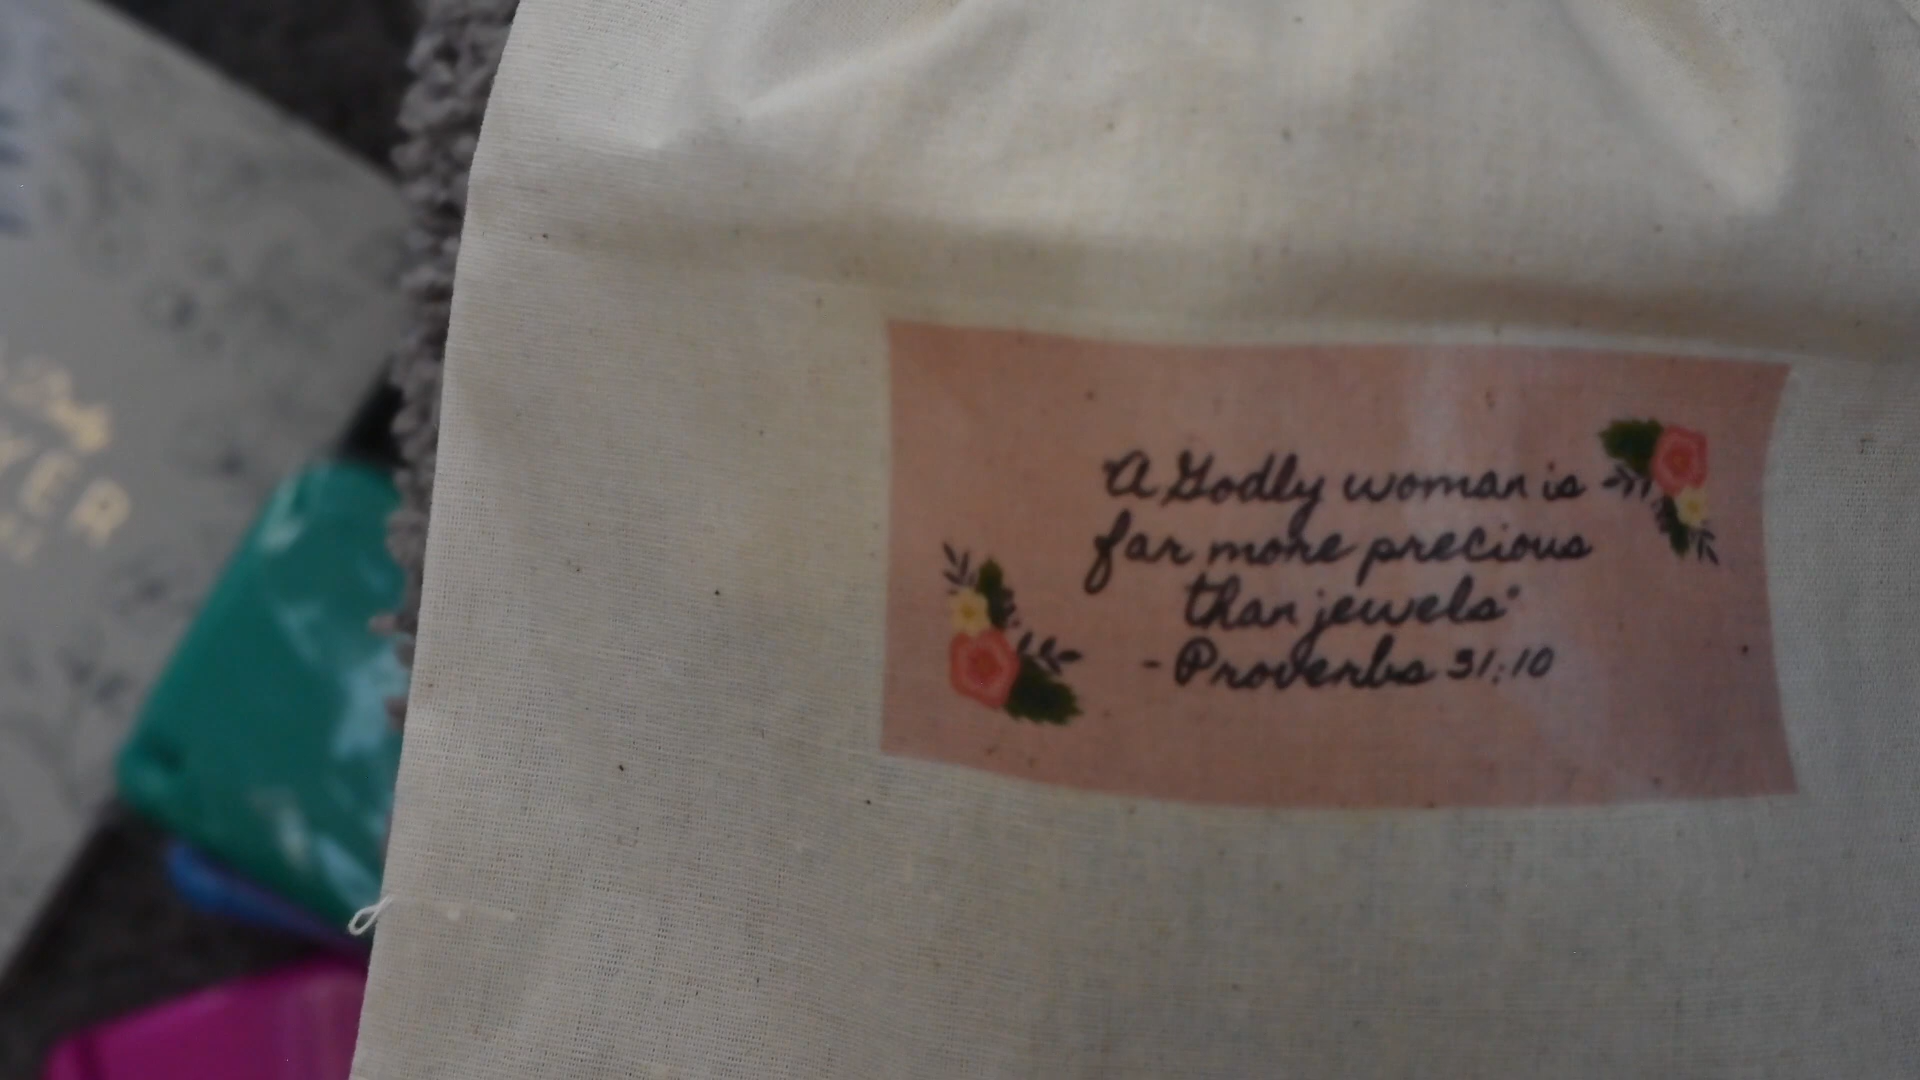 "A Godly woman is
far more precious
than jewels"
- Proverbs 31:10